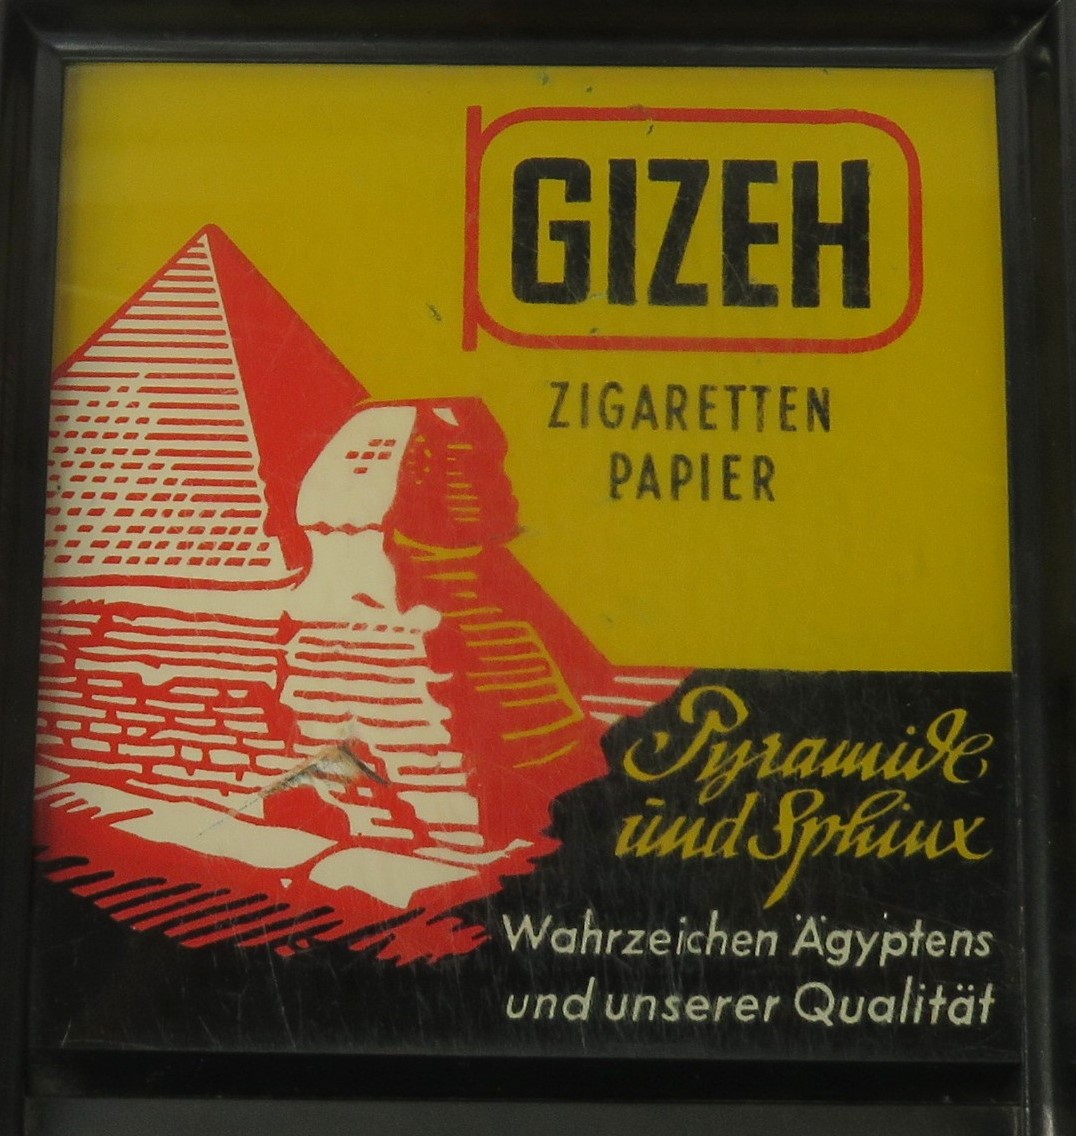 GIZEH
ZIGARETTEN
PAPIER
Pyramide
und Sphinx
Wahrzeichen Ägyptens
und unserer Qualität